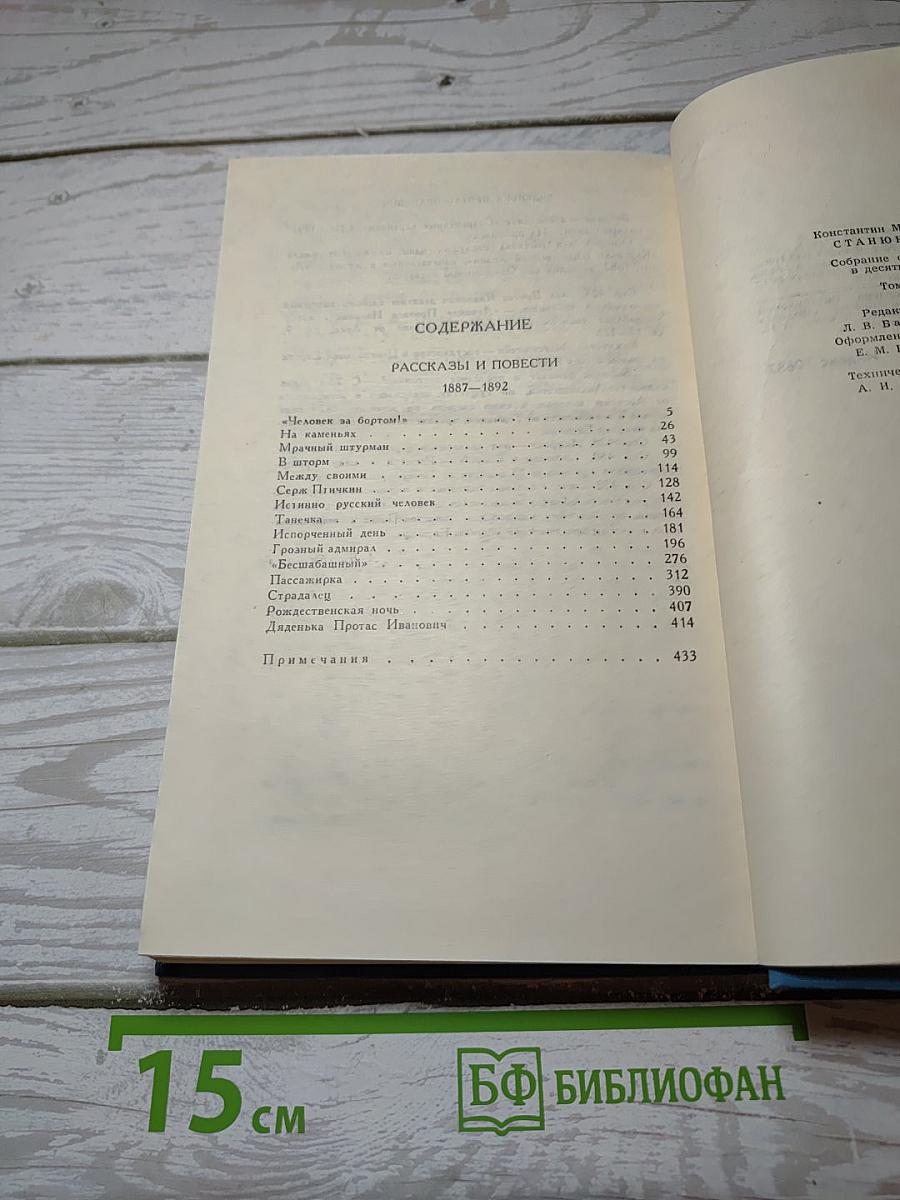 СОДЕРЖАНИЕ
РАССКАЗЫ И ПОВЕСТИ
1887—1892
«Человек за бортом!» . . . . . . . . . . . . . . . . 5
На каменьях . . . . . . . . . . . . . . . . 26
Мрачный штурман . . . . . . . . . . . . . . . . 43
В шторм . . . . . . . . . . . . . . . . 99
Между своими . . . . . . . . . . . . . . . . 114
Серж Птичкин . . . . . . . . . . . . . . . . 128
Истинно русский человек . . . . . . . . . . . . . 142
Танечка . . . . . . . . . . . . . . . . 164
Испорченный день . . . . . . . . . . . . . . . . 181
Грозный адмирал . . . . . . . . . . . . . . . . 196
«Бесшабашный» . . . . . . . . . . . . . . . . 276
Пассажирка . . . . . . . . . . . . . . . . 312
Страдалец . . . . . . . . . . . . . . . . 390
Рождественская ночь . . . . . . . . . . . . . . 407
Дяденька Протас Иванович . . . . . . . . . . . . 414
Примечания . . . . . . . . . . . . . . . . 433
Константин М
СТАНЮ
Собрание
в десят
Том
Редак
Л. В. Ба
Оформлен
Е. М.
Техниче
А. И.
15 см
БФ БИБЛИОФАН